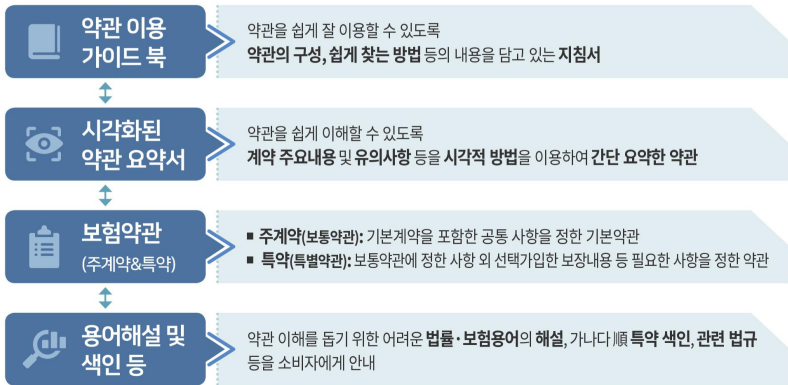 약관 이용
가이드 북
약관을 쉽게 잘 이용할 수 있도록
약관의 구성, 쉽게 찾는 방법 등의 내용을 담고 있는 지침서
시각화된
약관 요약서
약관을 쉽게 이해할 수 있도록
계약 주요내용 및 유의사항 등을 시각적 방법을 이용하여 간단 요약한 약관
보험약관
(주계약&특약)
■ 주계약(보통약관): 기본계약을 포함한 공통 사항을 정한 기본약관
■ 특약(특별약관): 보통약관에 정한 사항 외 선택가입한 보장내용 등 필요한 사항을 정한 약관
용어해설 및
색인 등
약관 이해를 돕기 위한 어려운 법률·보험용어의 해설, 가나다 順 특약 색인, 관련 법규
등을 소비자에게 안내